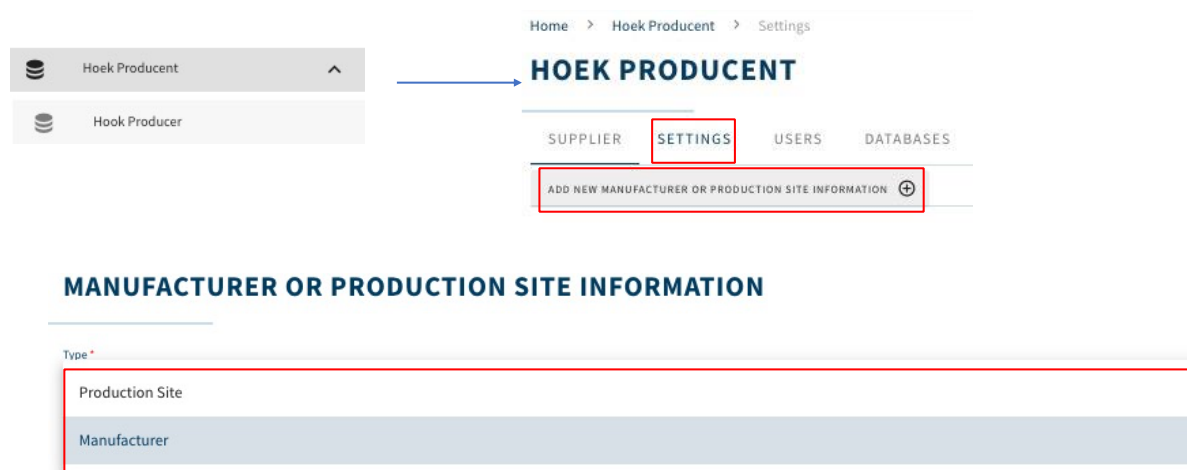 Home > Hoek Producent > Settings
Hoek Producent
HOEK PRODUCENT
Hook Producer
SUPPLIER SETTINGS USERS DATABASES
ADD NEW MANUFACTURER OR PRODUCTION SITE INFORMATION
MANUFACTURER OR PRODUCTION SITE INFORMATION
Type *
Production Site
Manufacturer